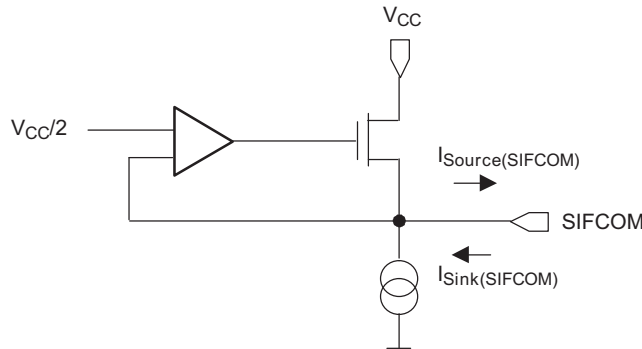 VCC
VCC/2
ISource(SIFCOM)
SIFCOM
ISink(SIFCOM)